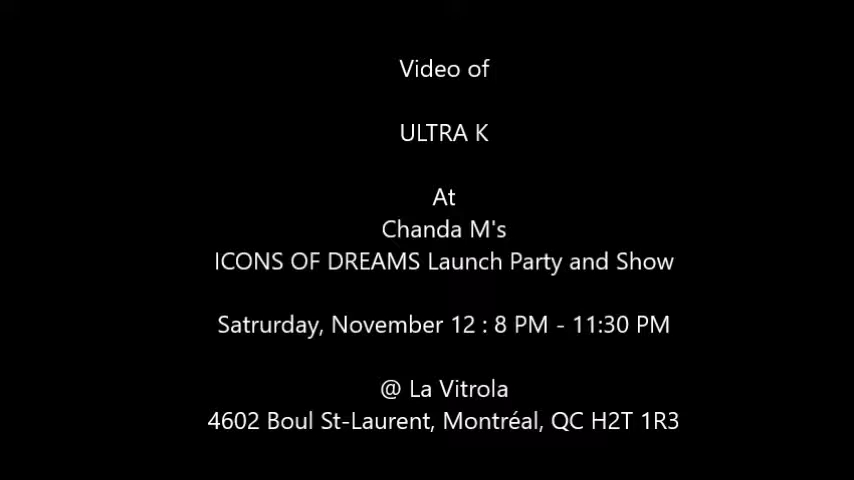 Video of
ULTRA K
At
Chanda M's
ICONS OF DREAMS Launch Party and Show
Satrurday, November 12 : 8 PM - 11:30 PM
@ La Vitrola
4602 Boul St-Laurent, Montréal, QC H2T 1R3